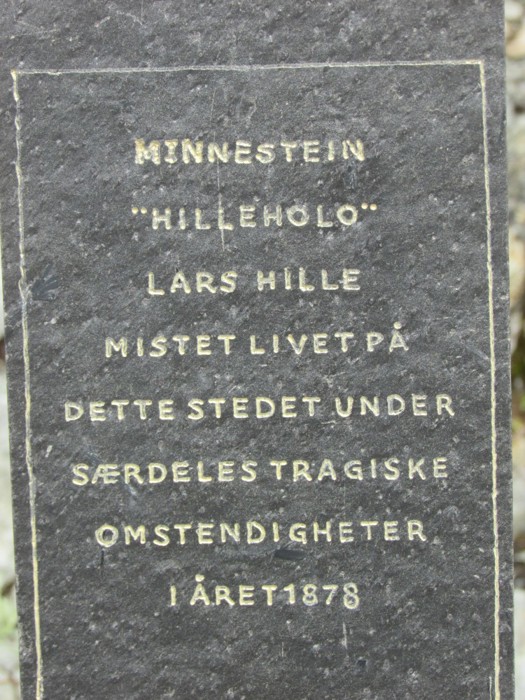 MINNESTEIN
"HILLEHOLO"
LARS HILLE
MISTET LIVET PÅ
DETTE STEDET UNDER
SÆRDELES TRAGISKE
OMSTENDIGHETER
I ÅRET 1878